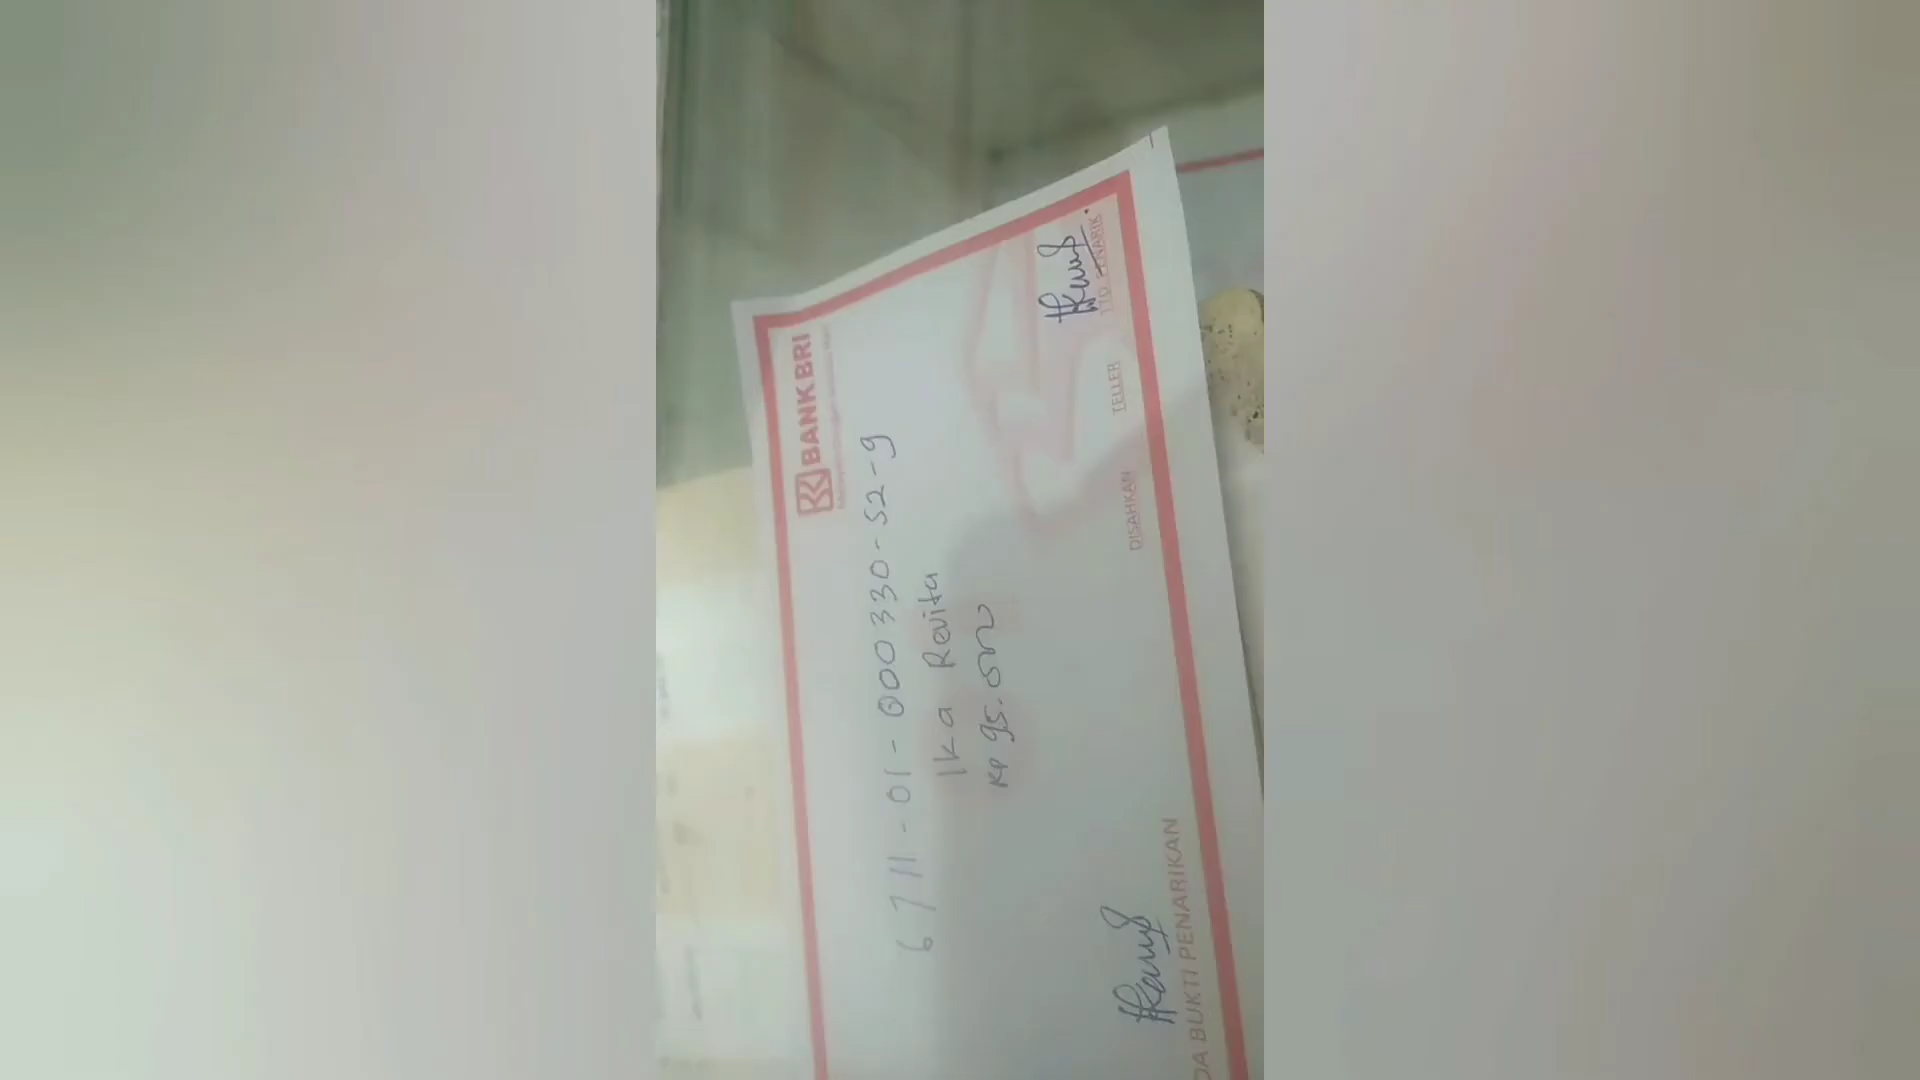 BANK BRI
6711-01-000330-52-9
Ika Revita
Rp 95.000
DISAHKAN
TELLER
TTD PENARIK
DA BUKTI PENARIKAN